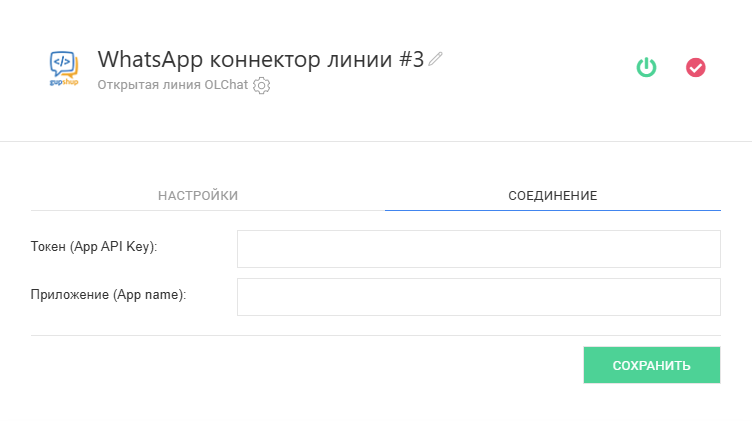 WhatsApp коннектор линии #3
Открытая линия OLChat
</>
gupshup
НАСТРОЙКИ
СОЕДИНЕНИЕ
Токен (App API Key):
Приложение (App name):
СОХРАНИТЬ